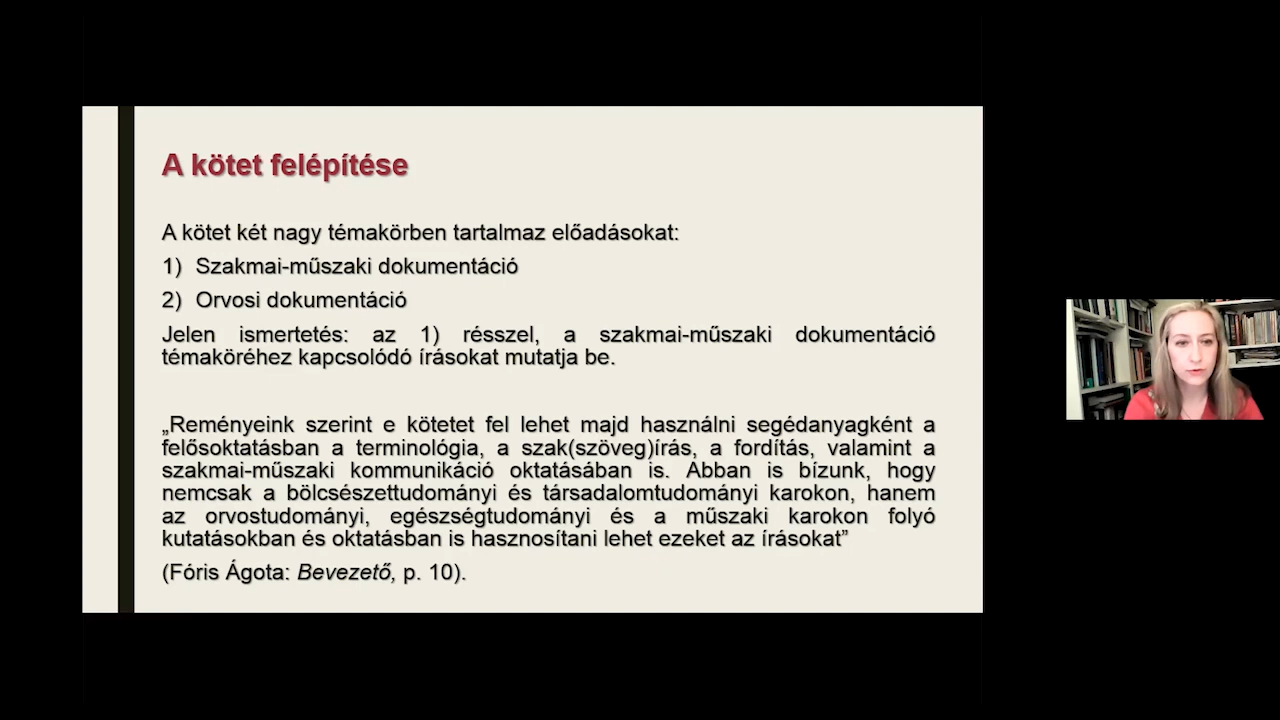 A kötet felépítése
A kötet két nagy témakörben tartalmaz előadásokat:
1) Szakmai-műszaki dokumentáció
2) Orvosi dokumentáció
Jelen ismertetés: az 1) résszel, a szakmai-műszaki dokumentáció
témaköréhez kapcsolódó írásokat mutatja be.
„Reményeink szerint e kötetet fel lehet majd használni segédanyagként a
felősoktatásban a terminológia, a szak(szöveg)írás, a fordítás, valamint a
szakmai-műszaki kommunikáció oktatásában is. Abban is bízunk, hogy
nemcsak a bölcsészettudományi és társadalomtudományi karokon, hanem
az orvostudományi, egészségtudományi és a műszaki karokon folyó
kutatásokban és oktatásban is hasznosítani lehet ezeket az írásokat”
(Fóris Ágota: Bevezető, p. 10).